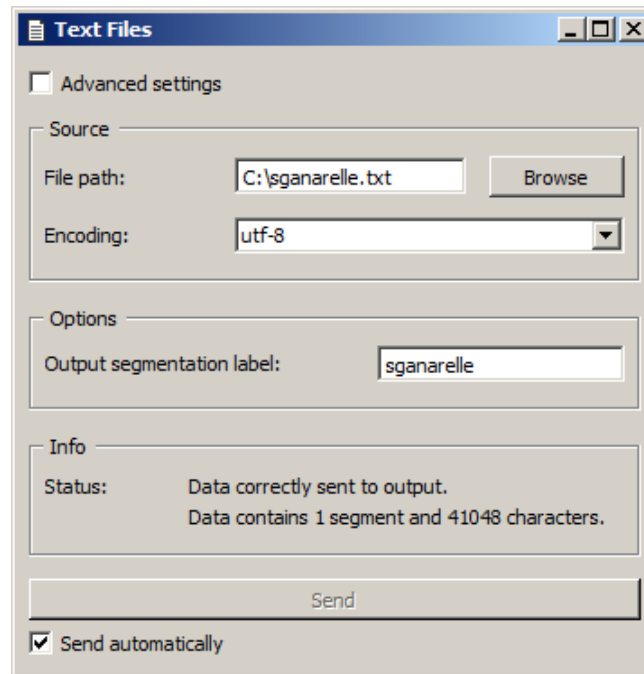 Text Files
Advanced settings
Source
File path: C:\sganarelle.txt Browse
Encoding: utf-8
Options
Output segmentation label: sganarelle
Info
Status: Data correctly sent to output.
Data contains 1 segment and 41048 characters.
Send
Send automatically